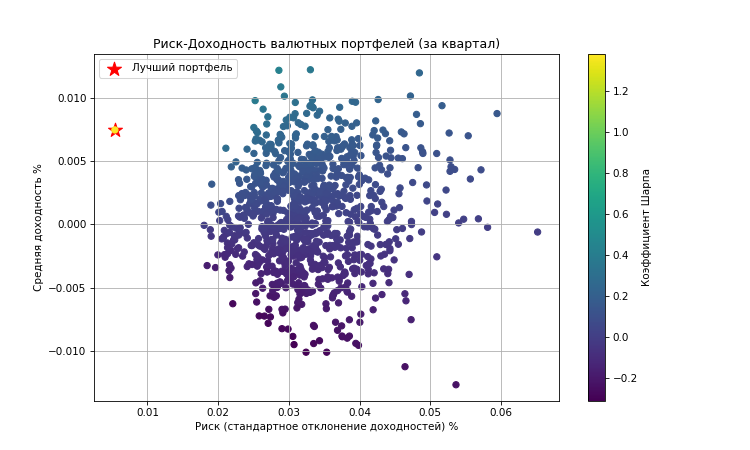 Риск-Доходность валютных портфелей (за квартал)
Лучший портфель
Средняя доходность %
0.010
0.005
0.000
−0.005
−0.010
0.01 0.02 0.03 0.04 0.05 0.06
Риск (стандартное отклонение доходностей) %
1.2
1.0
0.8
0.6
0.4
0.2
0.0
−0.2
Коэффициент Шарпа